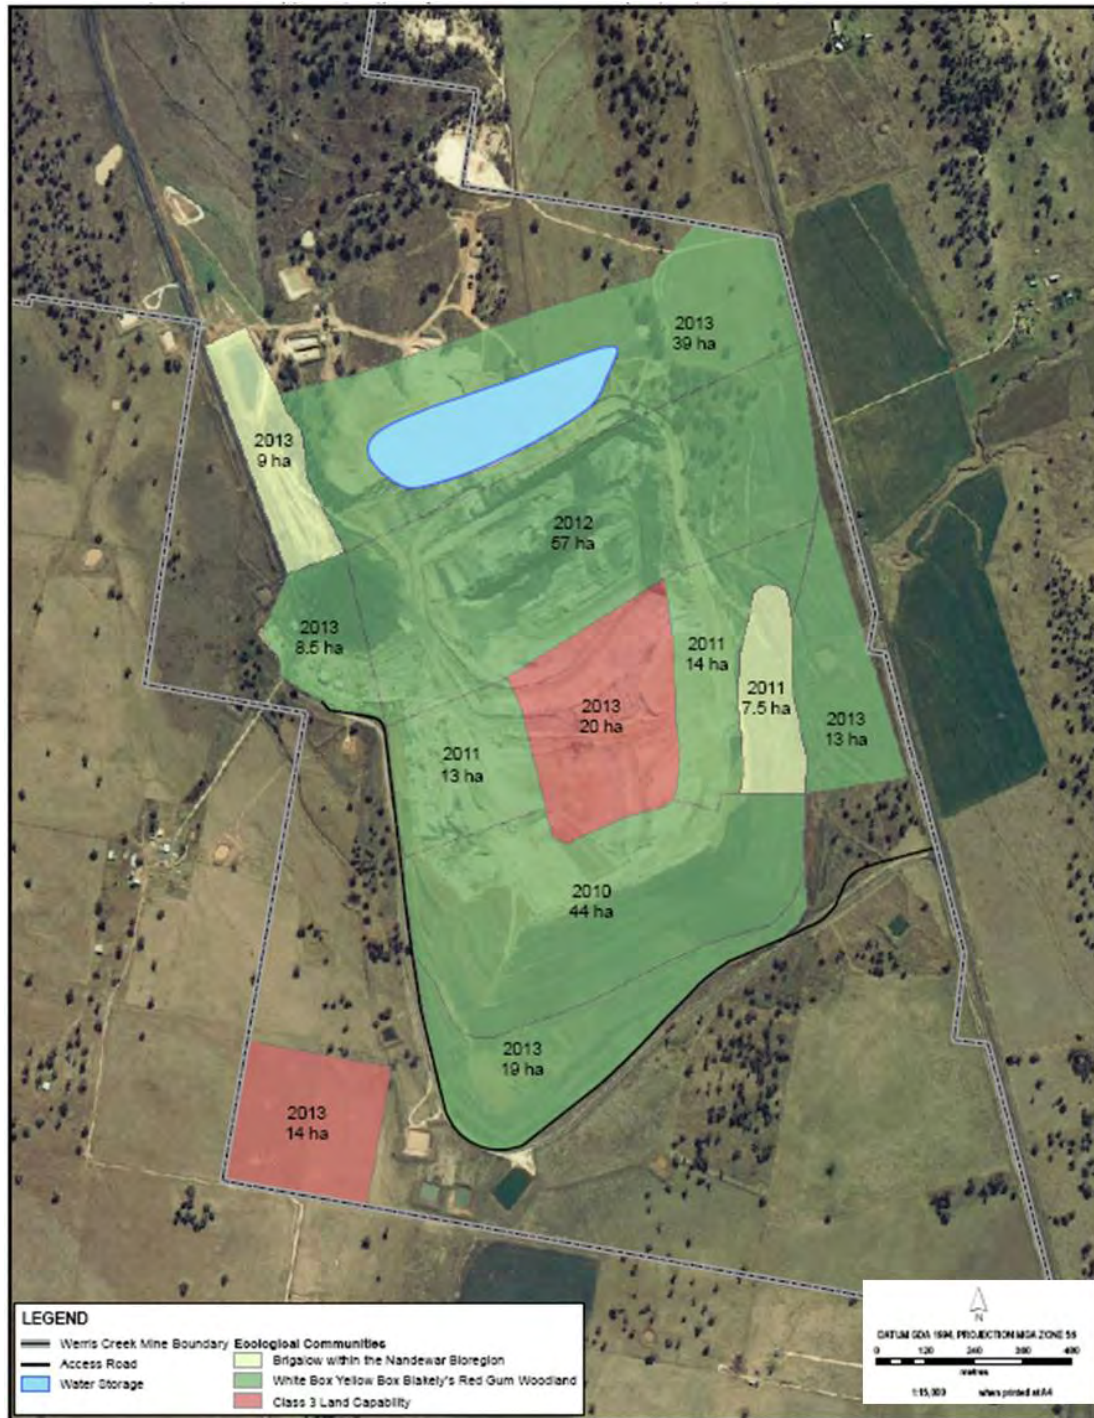 2013
39 ha
2013
9 ha
2012
57 ha
2013
8.5 ha
2011
14 ha
2011
7.5 ha
2013
20 ha
2013
13 ha
2011
13 ha
2010
44 ha
2013
19 ha
2013
14 ha
LEGEND
Werris Creek Mine Boundary
Access Road
Water Storage
Ecological Communities
Brigalow within the Nandewar Bioregion
White Box Yellow Box Blakely's Red Gum Woodland
Class 3 Land Capability
N
DATUM GDA 1994, PROJECTION MGA ZONE 56
0 120 240 360 480
metres
1:15,000 when printed at A4